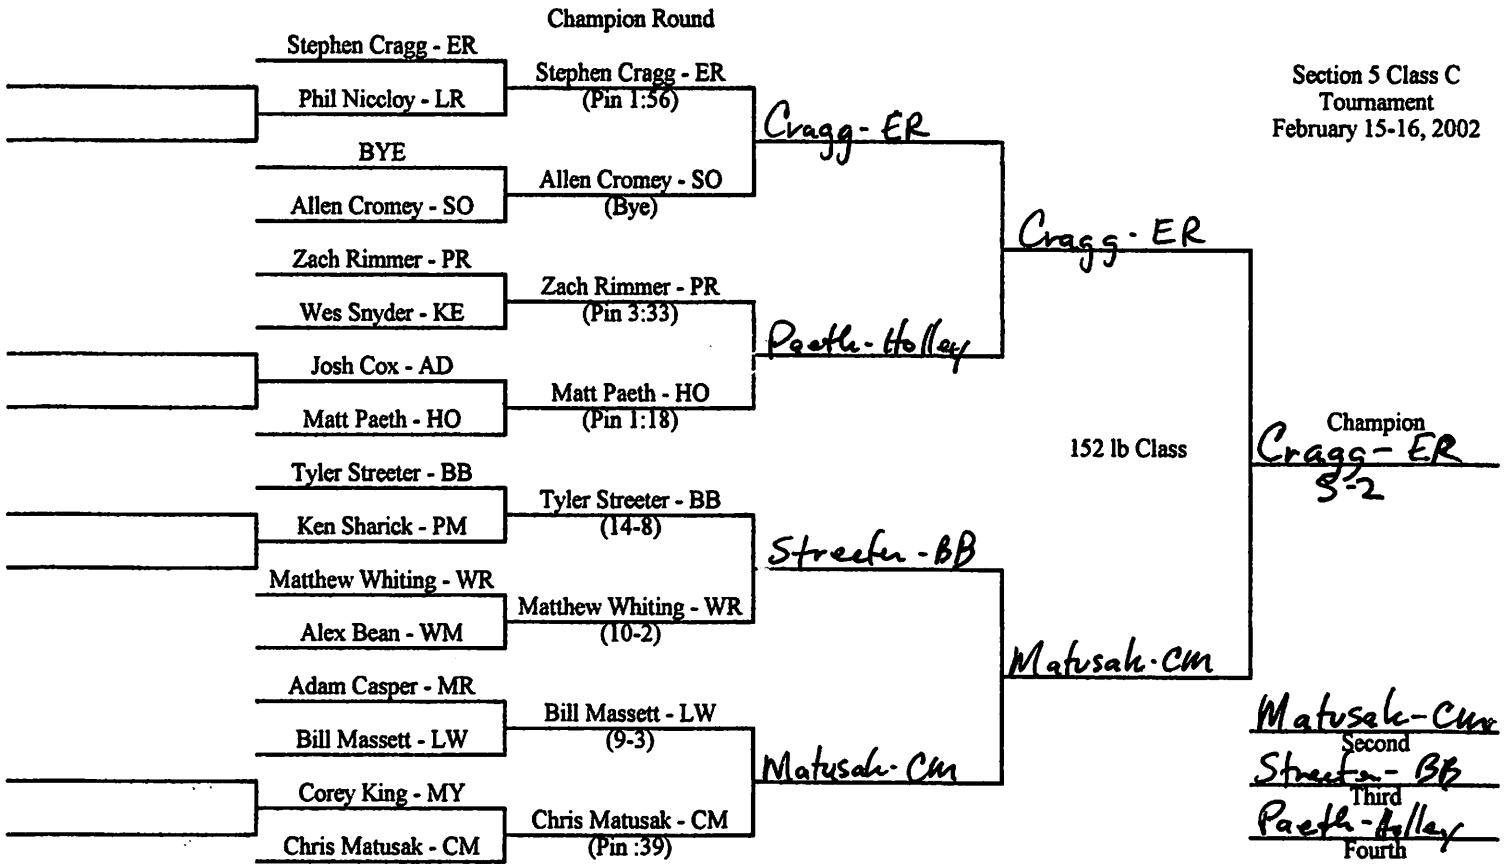 Champion Round
Section 5 Class C
Tournament
February 15-16, 2002
Stephen Cragg - ER
Phil Niccloy - LR
BYE
Allen Cromey - SO
Zach Rimmer - PR
Wes Snyder - KE
Josh Cox - AD
Matt Paeth - HO
Tyler Streeter - BB
Ken Sharick - PM
Matthew Whiting - WR
Alex Bean - WM
Adam Casper - MR
Bill Massett - LW
Corey King - MY
Chris Matusak - CM
Stephen Cragg - ER
(Pin 1:56)
Allen Cromey - SO
(Bye)
Zach Rimmer - PR
(Pin 3:33)
Matt Paeth - HO
(Pin 1:18)
Tyler Streeter - BB
(14-8)
Matthew Whiting - WR
(10-2)
Bill Massett - LW
(9-3)
Chris Matusak - CM
(Pin :39)
Cragg - ER
Paeth - Holley
Streeter - BB
Matusak - CM
Cragg - ER
Matusak - CM
152 lb Class
Champion
Cragg - ER
5-2
Matusak - CM
Second
Streeter - BB
Third
Paeth - Holley
Fourth